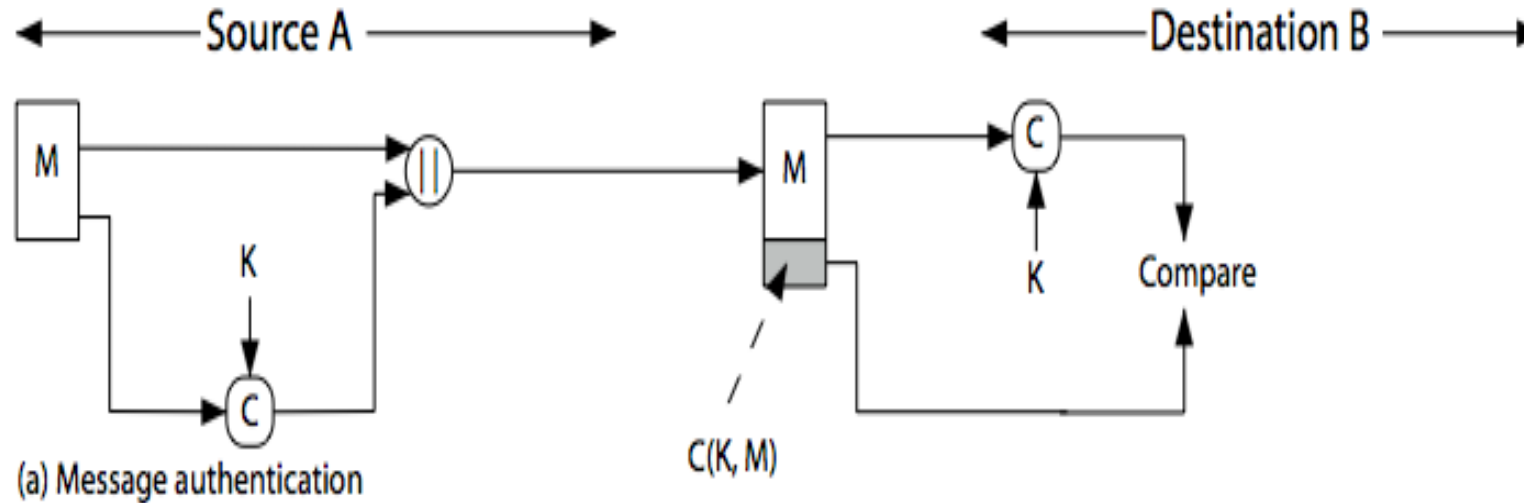 Source A
Destination B
M
||
M
C
K
K
Compare
C
C(K, M)
(a) Message authentication